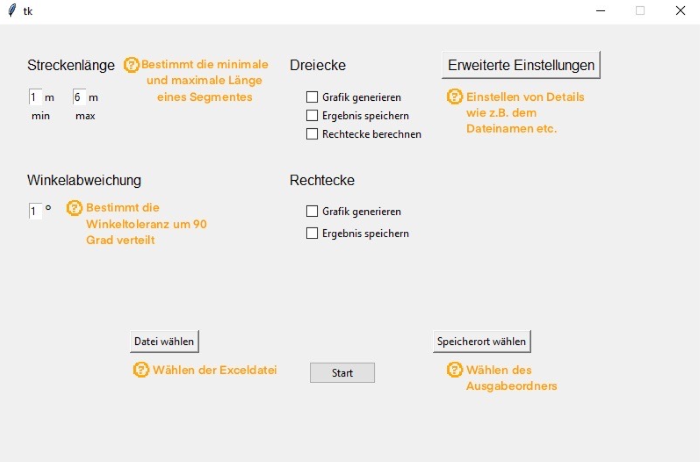 tk
Streckenlänge
Bestimmt die minimale
und maximale Länge
eines Segmentes
1 m
6 m
min
max
Dreiecke
Grafik generieren
Ergebnis speichern
Rechtecke berechnen
Erweiterte Einstellungen
Einstellen von Details
wie z.B. dem
Dateinamen etc.
Winkelabweichung
1 °
Bestimmt die
Winkeltoleranz um 90
Grad verteilt
Rechtecke
Grafik generieren
Ergebnis speichern
Datei wählen
Wählen der Exceldatei
Start
Speicherort wählen
Wählen des
Ausgabeordners